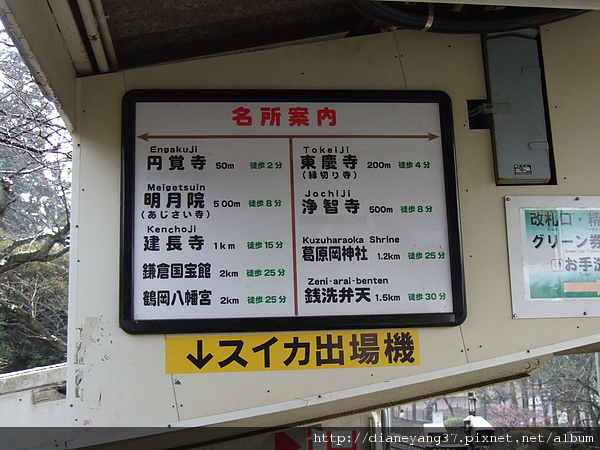 名所案内
Engakuji
円覚寺 50m 徒歩2分
Meigetsuin
明月院 500m 徒歩8分
(あじさい寺)
Kenchoji
建長寺 1km 徒歩15分
鎌倉国宝館 2km 徒歩25分
鶴岡八幡宮 2km 徒歩25分
Tokeiji
東慶寺 200m 徒歩4分
(縁切り寺)
Jochiji
浄智寺 500m 徒歩8分
Kuzuharaoka Shrine
葛原岡神社 1.2km 徒歩25分
Zeni-arai-benten
銭洗弁天 1.5km 徒歩30分
↓スイカ出場機
改札口・精
グリーン券
お手洗
http://dianeyang37.pixnet.net/album